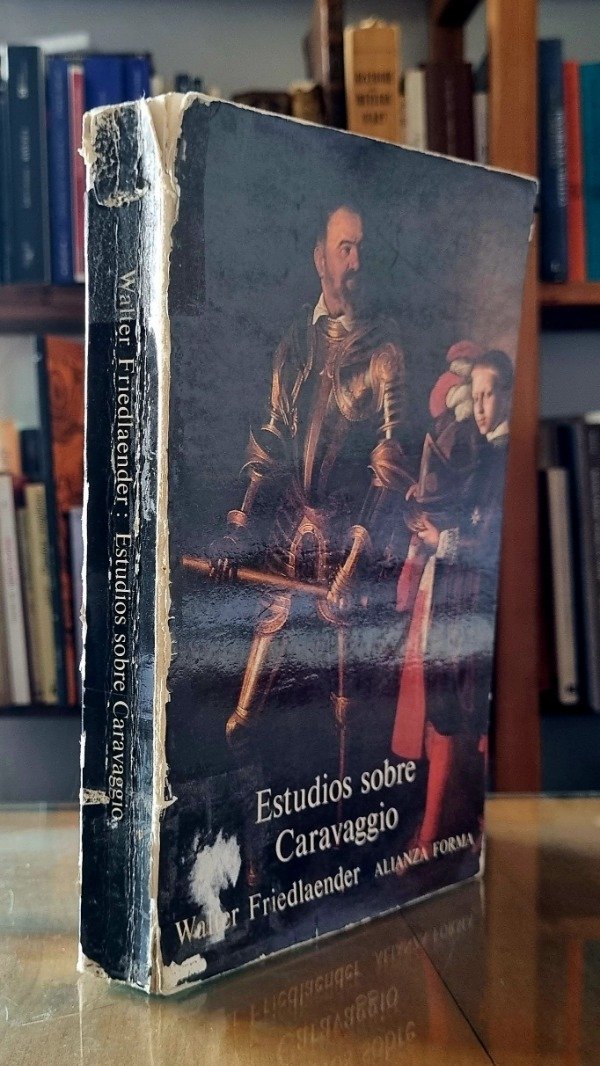 Walter Friedlaender : Estudios sobre Caravaggio
Estudios sobre
Caravaggio
Walter Friedlaender ALIANZA FORMA